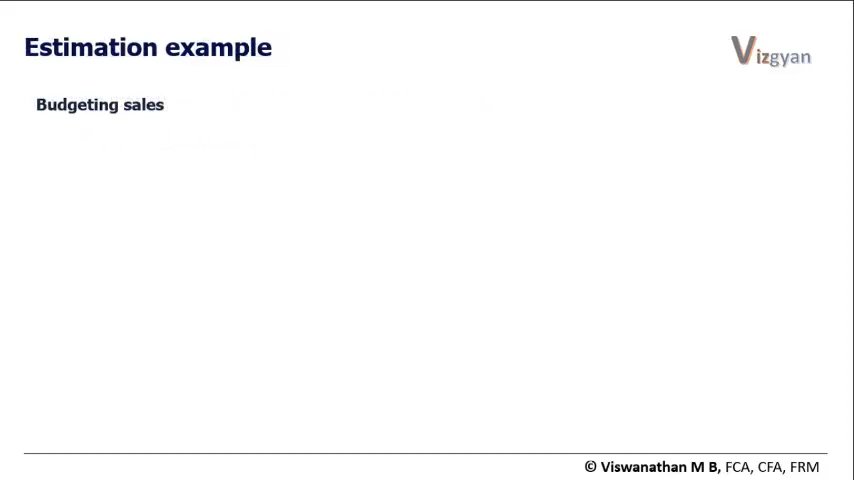 Estimation example
Vizgyan
Budgeting sales
© Viswanathan M B, FCA, CFA, FRM